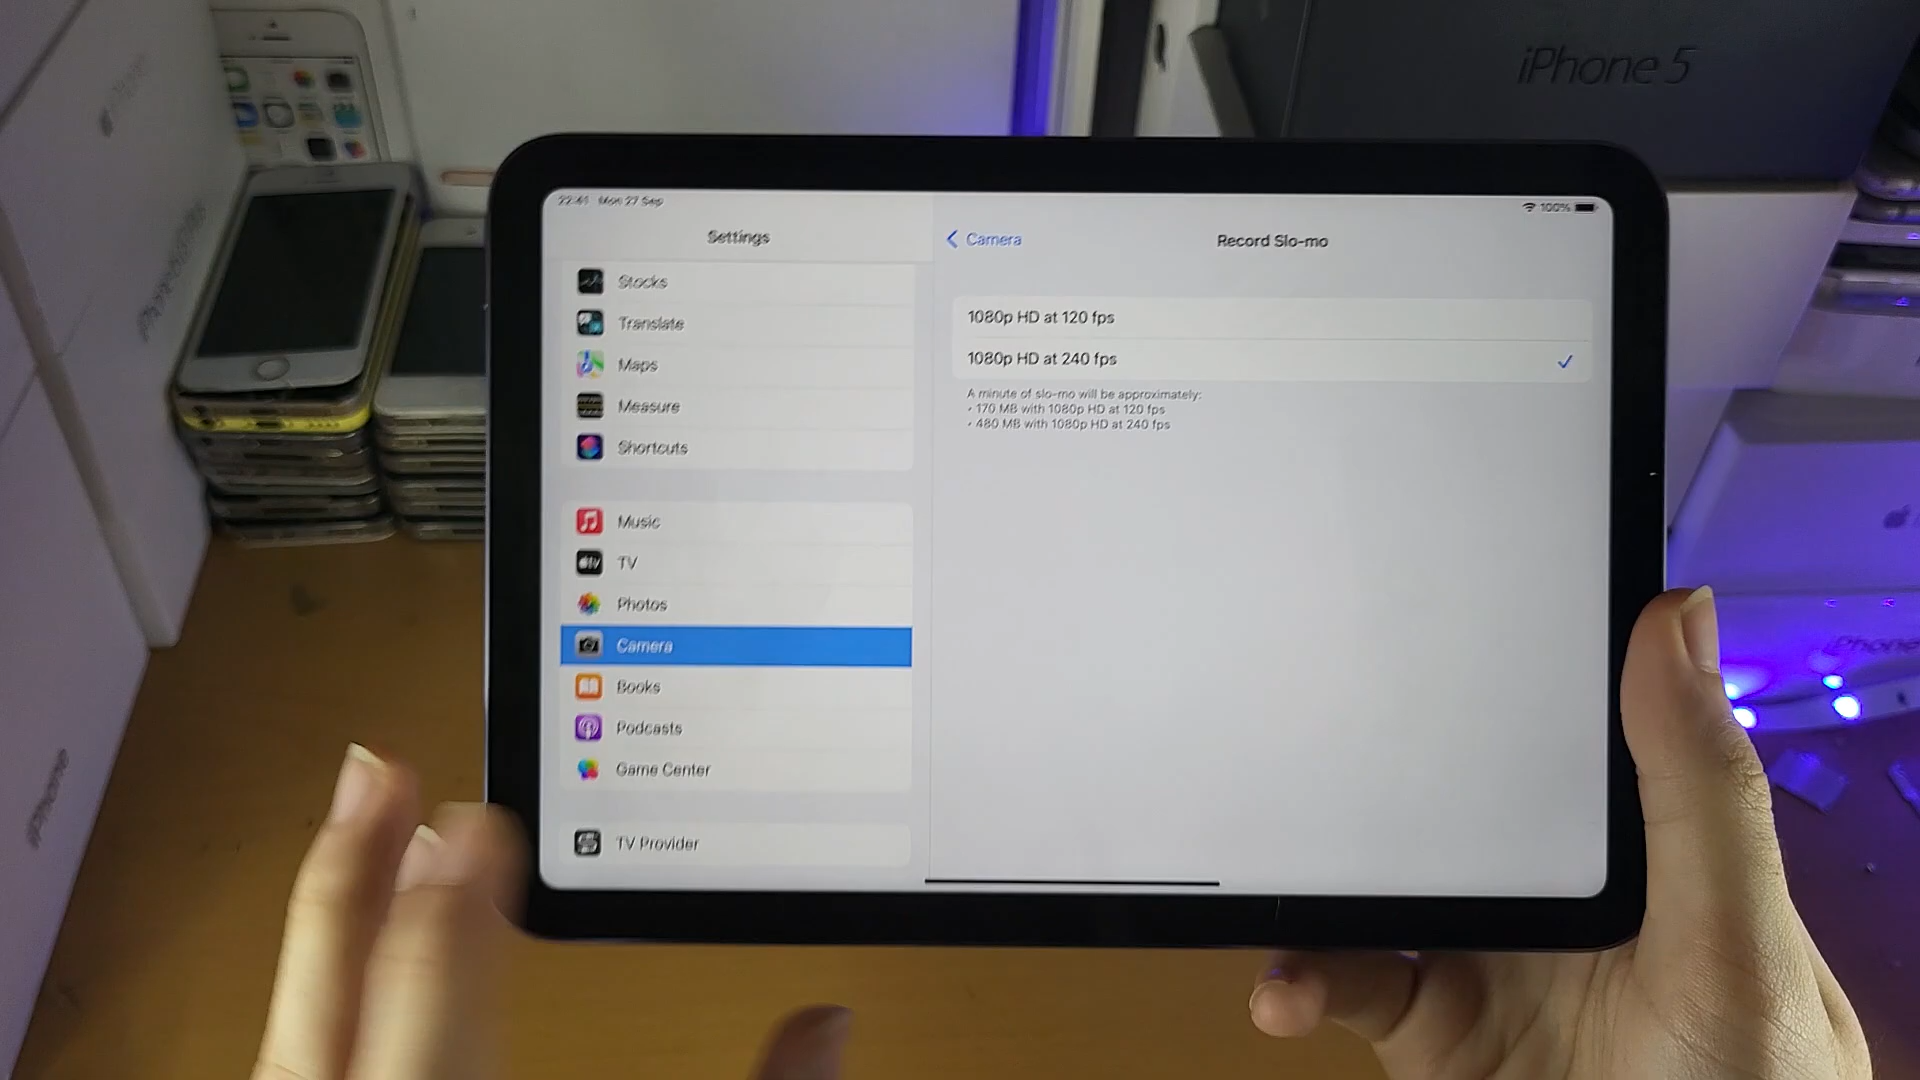 iPhone 5
22:41 Mon 27 Sep
100%
Settings
Camera
Record Slo-mo
Stocks
Translate
Maps
Measure
Shortcuts
Music
TV
Photos
Camera
Books
Podcasts
Game Center
TV Provider
1080p HD at 120 fps
1080p HD at 240 fps
A minute of slo-mo will be approximately:
• 170 MB with 1080p HD at 120 fps
• 480 MB with 1080p HD at 240 fps
iPhone
iPhone